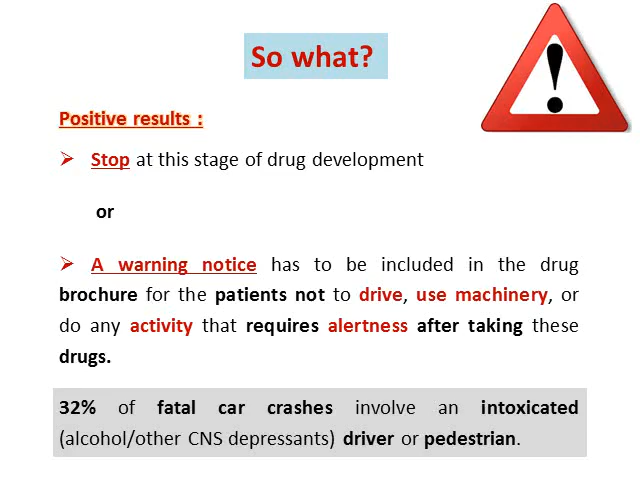 So what?
Positive results :
➢ Stop at this stage of drug development
or
➢ A warning notice has to be included in the drug
brochure for the patients not to drive, use machinery, or
do any activity that requires alertness after taking these
drugs.
32% of fatal car crashes involve an intoxicated
(alcohol/other CNS depressants) driver or pedestrian.